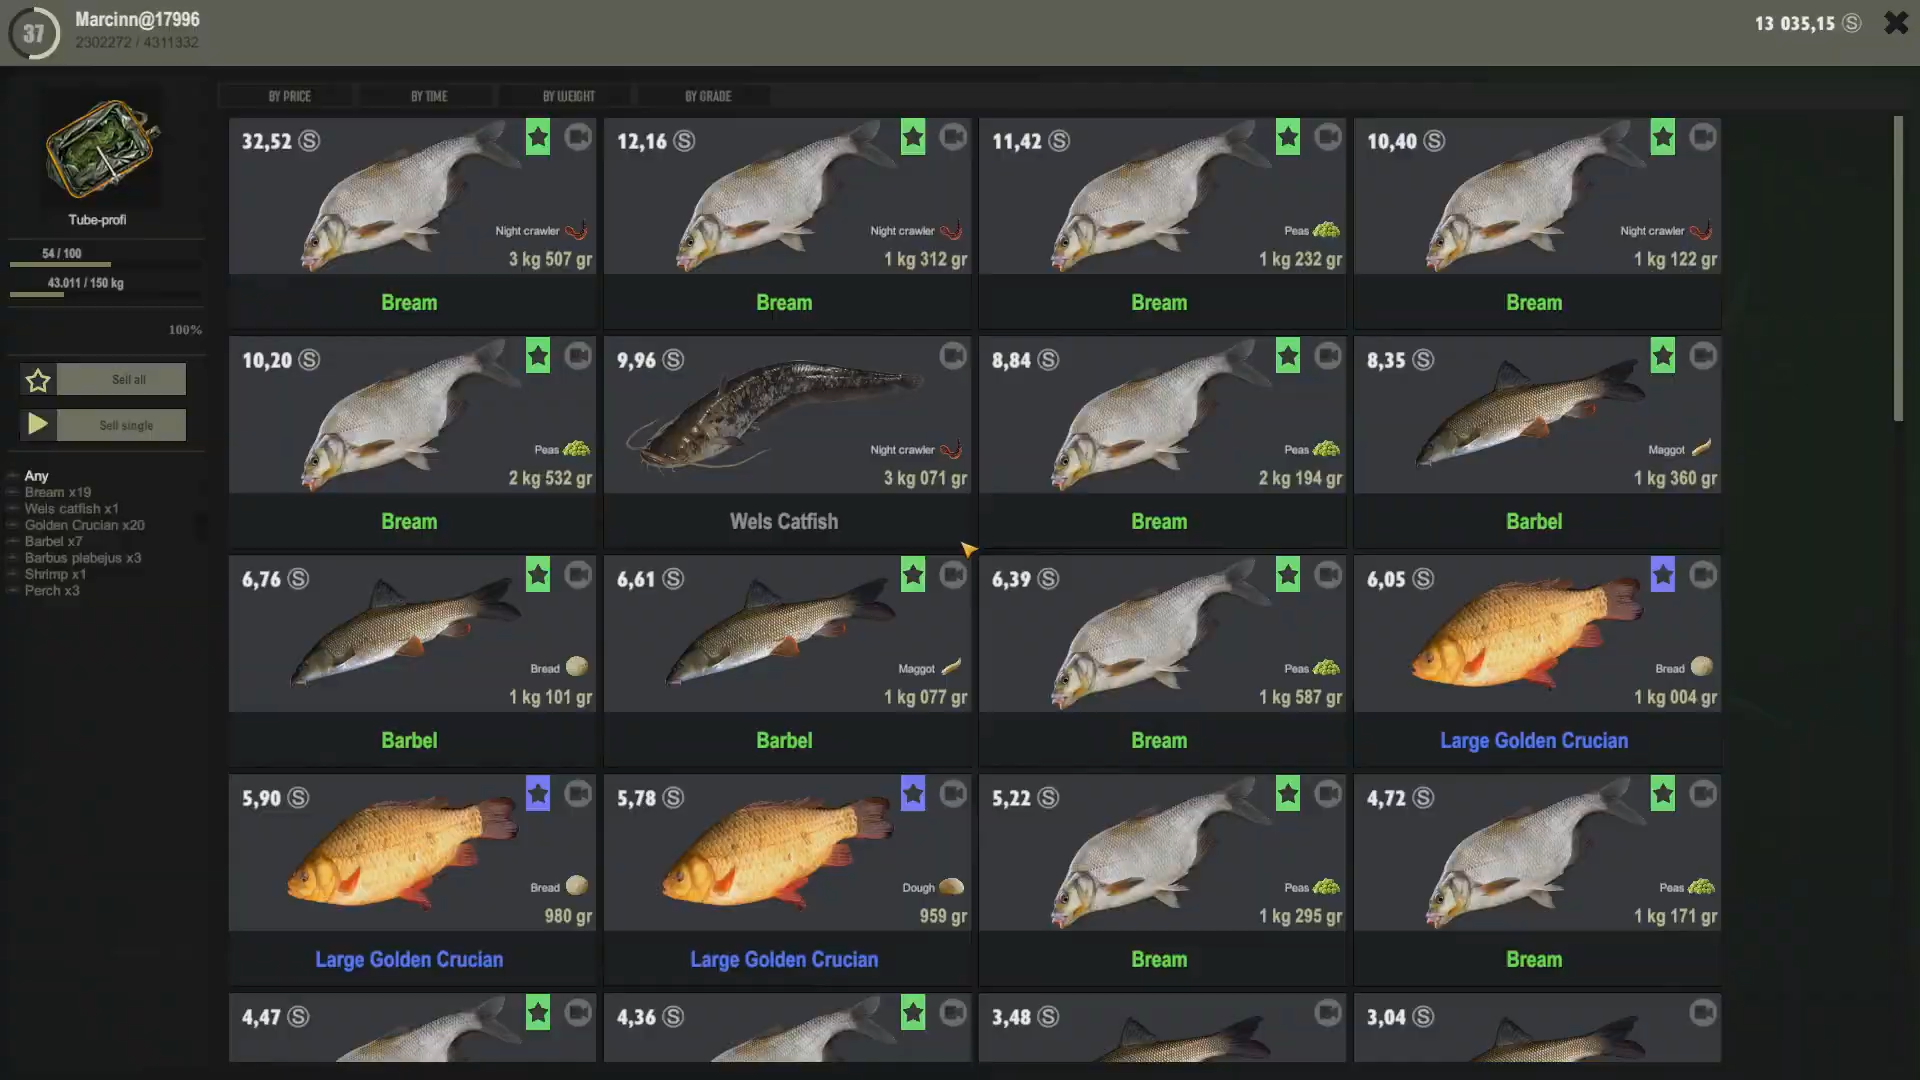 37
Marcinn@17996
2302272 / 4311332
13 035,15 S
BY PRICE BY TIME BY WEIGHT BY GRADE
Tube-profi
54 / 100
43.011 / 150 kg
100%
Sell all
Sell single
Any
Bream x19
Wels catfish x1
Golden Crucian x20
Barbel x7
Barbus plebejus x3
Shrimp x1
Perch x3
32,52 S
Night crawler
3 kg 507 gr
Bream
12,16 S
Night crawler
1 kg 312 gr
Bream
11,42 S
Peas
1 kg 232 gr
Bream
10,40 S
Night crawler
1 kg 122 gr
Bream
10,20 S
Peas
2 kg 532 gr
Bream
9,96 S
Night crawler
3 kg 071 gr
Wels Catfish
8,84 S
Peas
2 kg 194 gr
Bream
8,35 S
Maggot
1 kg 360 gr
Barbel
6,76 S
Bread
1 kg 101 gr
Barbel
6,61 S
Maggot
1 kg 077 gr
Barbel
6,39 S
Peas
1 kg 587 gr
Bream
6,05 S
Bread
1 kg 004 gr
Large Golden Crucian
5,90 S
Bread
980 gr
Large Golden Crucian
5,78 S
Dough
959 gr
Large Golden Crucian
5,22 S
Peas
1 kg 295 gr
Bream
4,72 S
Peas
1 kg 171 gr
Bream
4,47 S
4,36 S
3,48 S
3,04 S